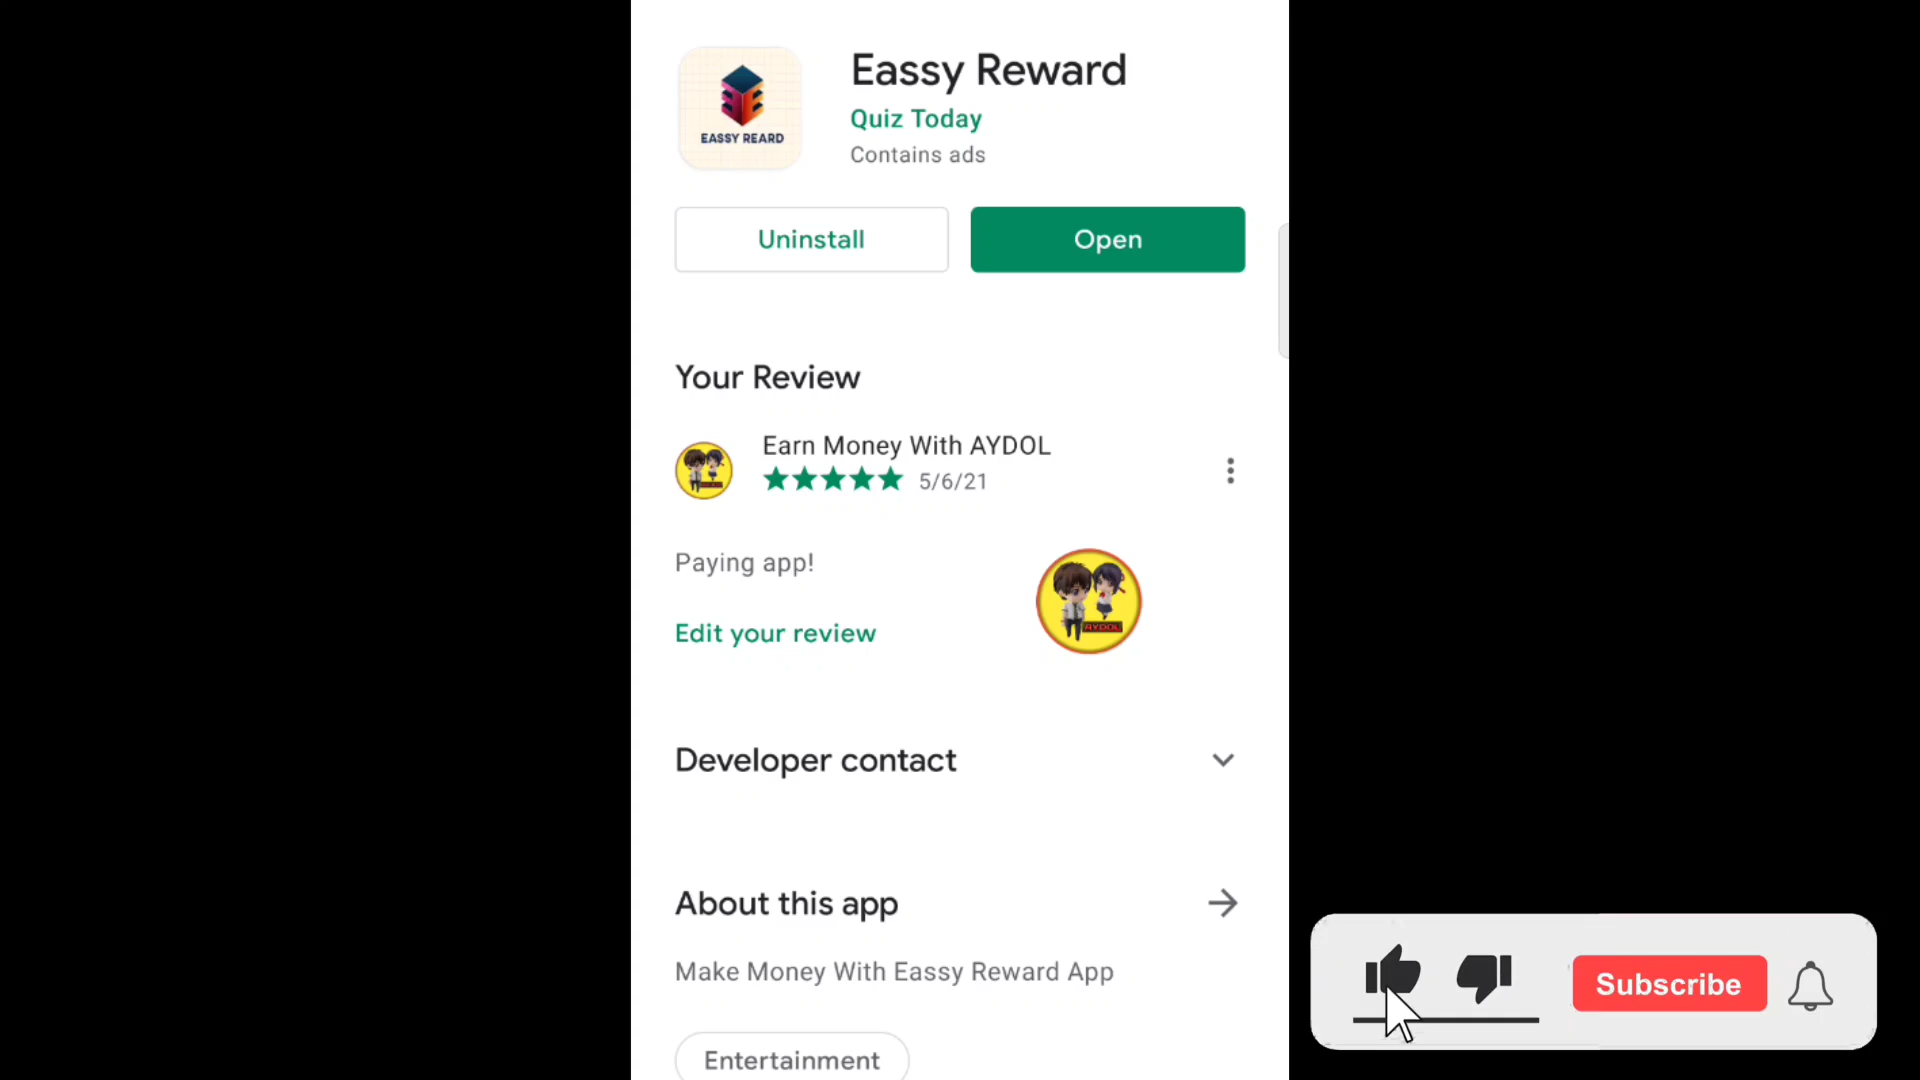 Eassy Reward
EASSY REARD
Quiz Today
Contains ads
Uninstall
Open
Your Review
Earn Money With AYDOL
5/6/21
Paying app!
AYDOL
Edit your review
Developer contact
About this app
Make Money With Eassy Reward App
Subscribe
Entertainment